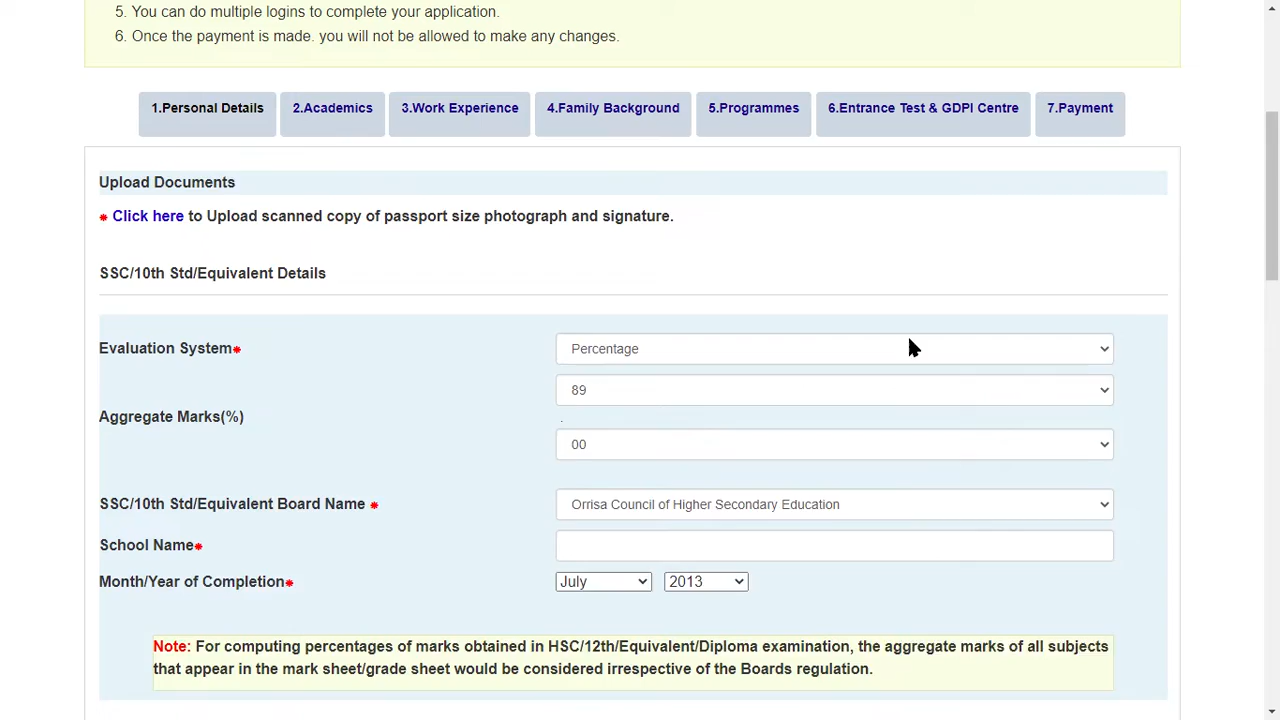 5. You can do multiple logins to complete your application.
6. Once the payment is made. you will not be allowed to make any changes.
1.Personal Details 2.Academics 3.Work Experience 4.Family Background 5.Programmes 6.Entrance Test & GDPI Centre 7.Payment
Upload Documents
* Click here to Upload scanned copy of passport size photograph and signature.
SSC/10th Std/Equivalent Details
Evaluation System* Percentage
89
Aggregate Marks(%) .
00
SSC/10th Std/Equivalent Board Name * Orrisa Council of Higher Secondary Education
School Name*
Month/Year of Completion* July 2013
Note: For computing percentages of marks obtained in HSC/12th/Equivalent/Diploma examination, the aggregate marks of all subjects
that appear in the mark sheet/grade sheet would be considered irrespective of the Boards regulation.